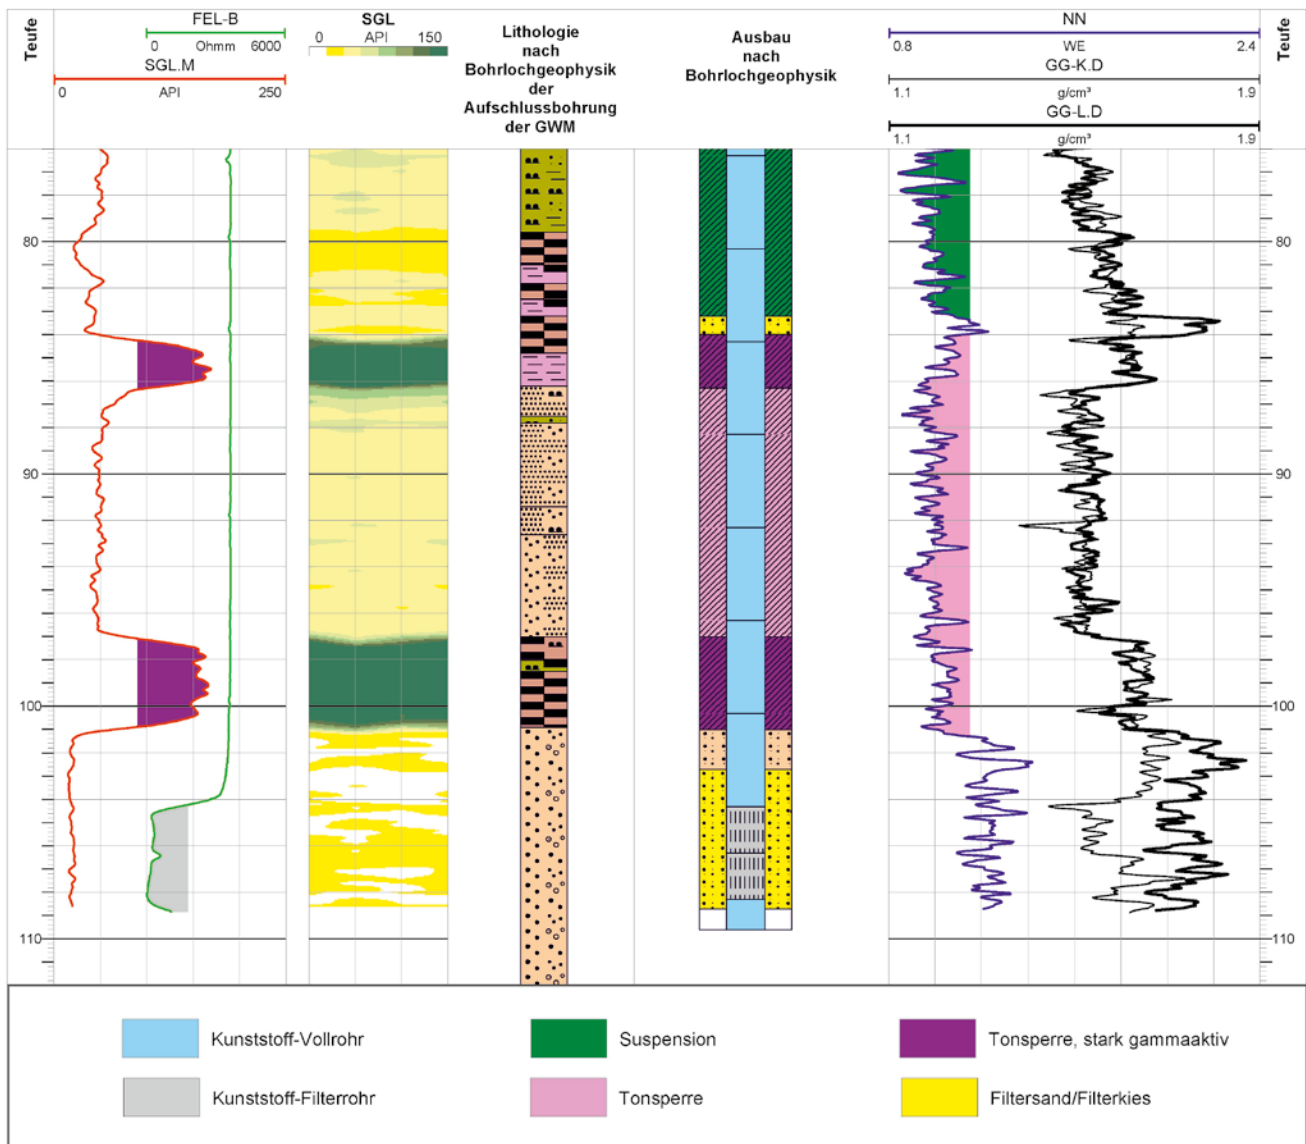 Teufe
FEL-B
0 Ohmm 6000
SGL.M
0 API 250
SGL
API
0 150
Lithologie
nach
Bohrlochgeophysik
der
Aufschlussbohrung
der GWM
Ausbau
nach
Bohrlochgeophysik
NN
0.8 WE 2.4
GG-K.D
1.1 g/cm³ 1.9
GG-L.D
1.1 g/cm³ 1.9
Teufe
80 80
90 90
100 100
110 110
Kunststoff-Vollrohr
Suspension
Tonsperre, stark gammaaktiv
Kunststoff-Filterrohr
Tonsperre
Filtersand/Filterkies